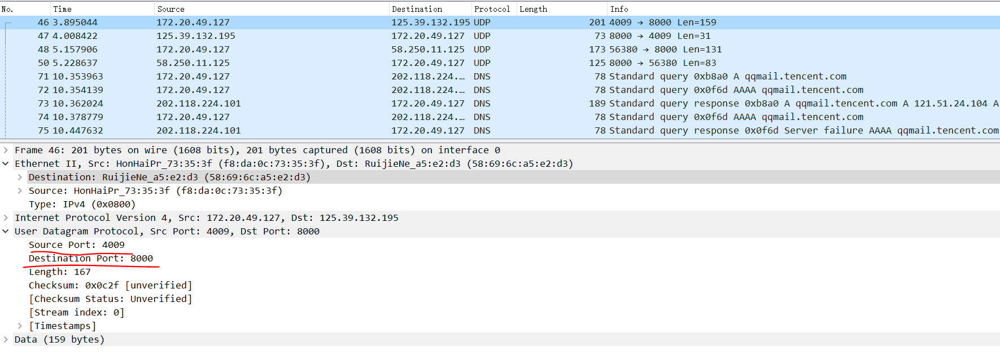 No. Time Source Destination Protocol Length Info
46 3.895044 172.20.49.127 125.39.132.195 UDP 201 4009 → 8000 Len=159
47 4.008422 125.39.132.195 172.20.49.127 UDP 73 8000 → 4009 Len=31
48 5.157906 172.20.49.127 58.250.11.125 UDP 173 56380 → 8000 Len=131
50 5.228637 58.250.11.125 172.20.49.127 UDP 125 8000 → 56380 Len=83
71 10.353963 172.20.49.127 202.118.224.… DNS 78 Standard query 0xb8a0 A qqmail.tencent.com
72 10.354139 172.20.49.127 202.118.224.… DNS 78 Standard query 0x0f6d AAAA qqmail.tencent.com
73 10.362024 202.118.224.101 172.20.49.127 DNS 189 Standard query response 0xb8a0 A qqmail.tencent.com A 121.51.24.104 A
74 10.378779 172.20.49.127 202.118.224.… DNS 78 Standard query 0x0f6d AAAA qqmail.tencent.com
75 10.447632 202.118.224.101 172.20.49.127 DNS 78 Standard query response 0x0f6d Server failure AAAA qqmail.tencent.com
Frame 46: 201 bytes on wire (1608 bits), 201 bytes captured (1608 bits) on interface 0
Ethernet II, Src: HonHaiPr_73:35:3f (f8:da:0c:73:35:3f), Dst: RuijieNe_a5:e2:d3 (58:69:6c:a5:e2:d3)
Destination: RuijieNe_a5:e2:d3 (58:69:6c:a5:e2:d3)
Source: HonHaiPr_73:35:3f (f8:da:0c:73:35:3f)
Type: IPv4 (0x0800)
Internet Protocol Version 4, Src: 172.20.49.127, Dst: 125.39.132.195
User Datagram Protocol, Src Port: 4009, Dst Port: 8000
Source Port: 4009
Destination Port: 8000
Length: 167
Checksum: 0x0c2f [unverified]
[Checksum Status: Unverified]
[Stream index: 0]
[Timestamps]
Data (159 bytes)